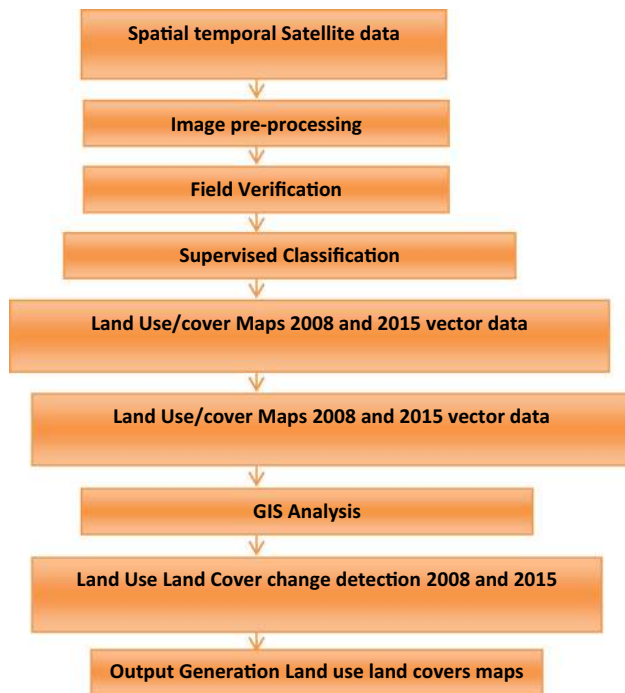 Spatial temporal Satellite data
Image pre-processing
Field Verification
Supervised Classification
Land Use/cover Maps 2008 and 2015 vector data
Land Use/cover Maps 2008 and 2015 vector data
GIS Analysis
Land Use Land Cover change detection 2008 and 2015
Output Generation Land use land covers maps